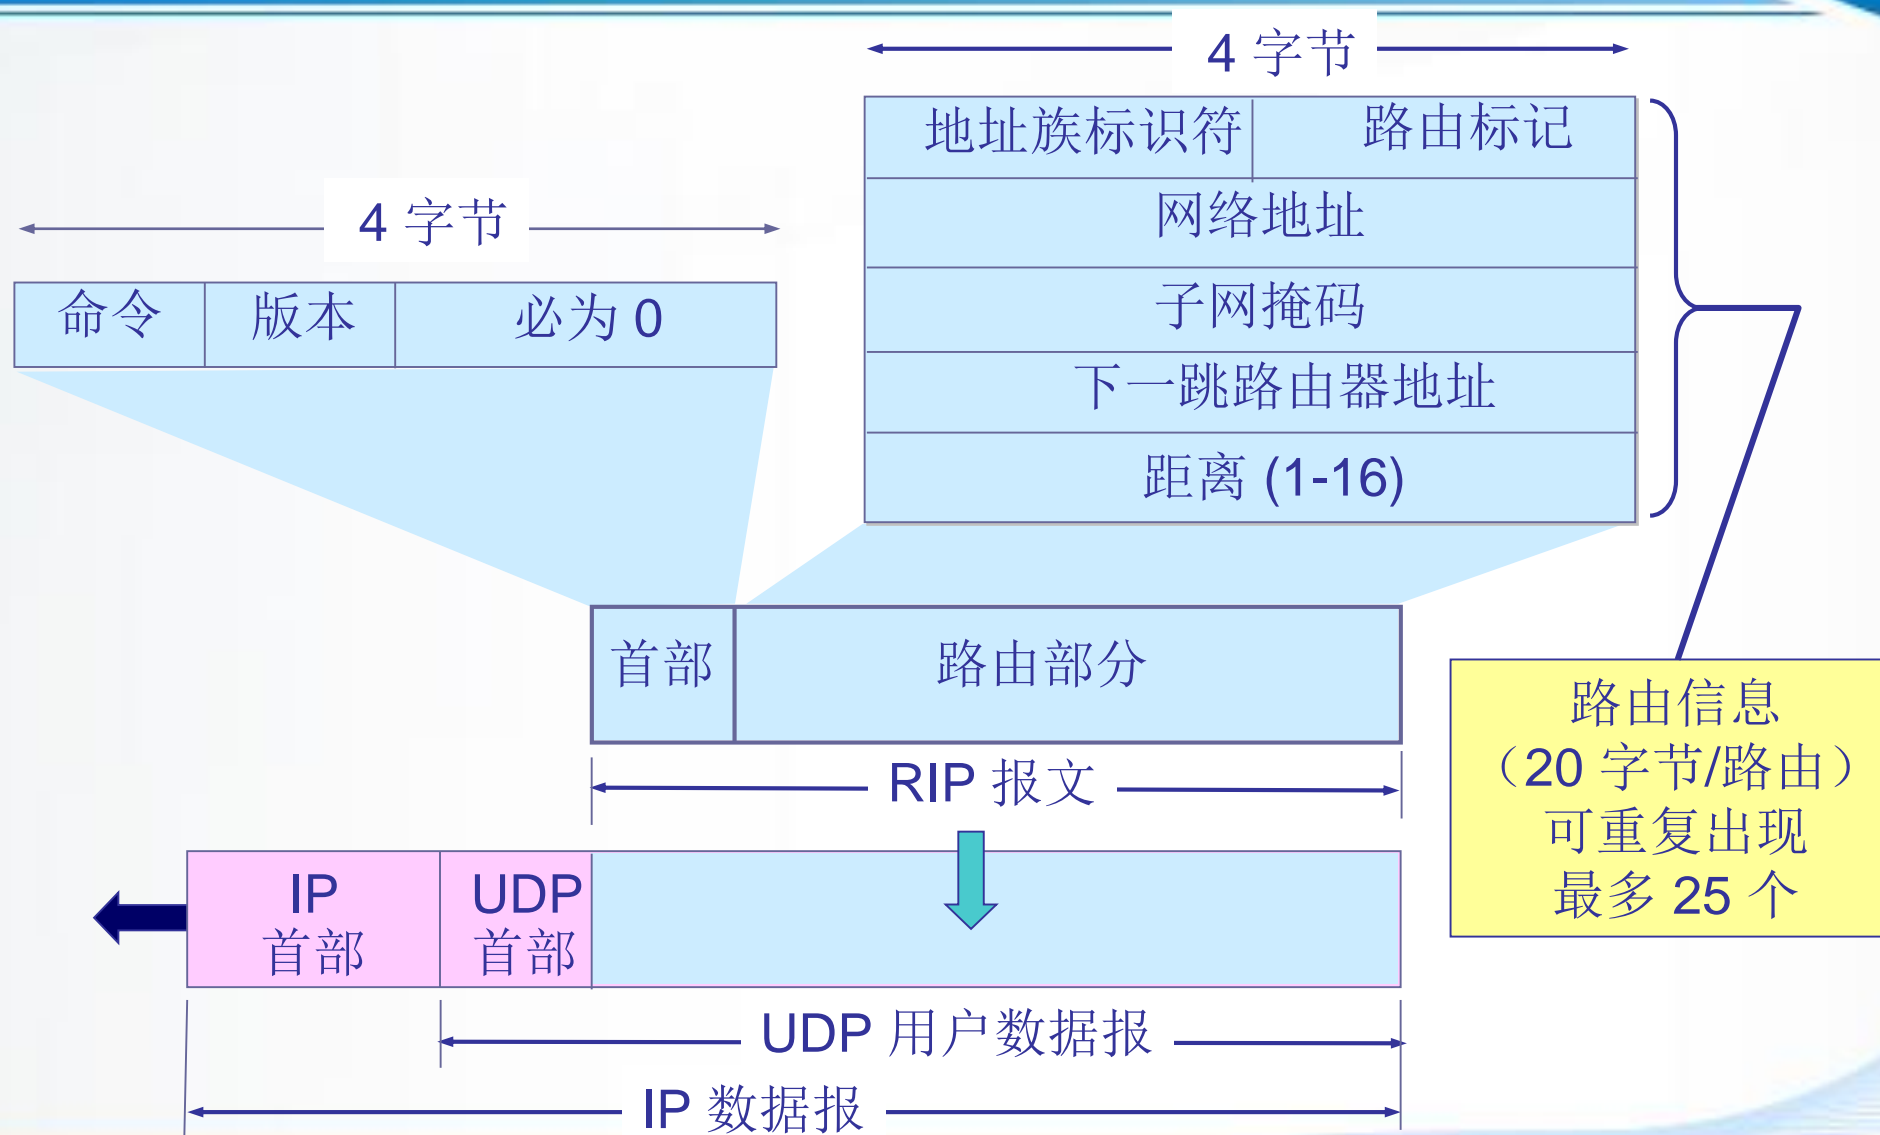 4 字节
地址族标识符 路由标记
网络地址
子网掩码
下一跳路由器地址
距离 (1-16)
4 字节
命令 版本 必为 0
首部 路由部分
RIP 报文
路由信息
（20 字节/路由）
可重复出现
最多 25 个
IP
首部
UDP
首部
UDP 用户数据报
IP 数据报